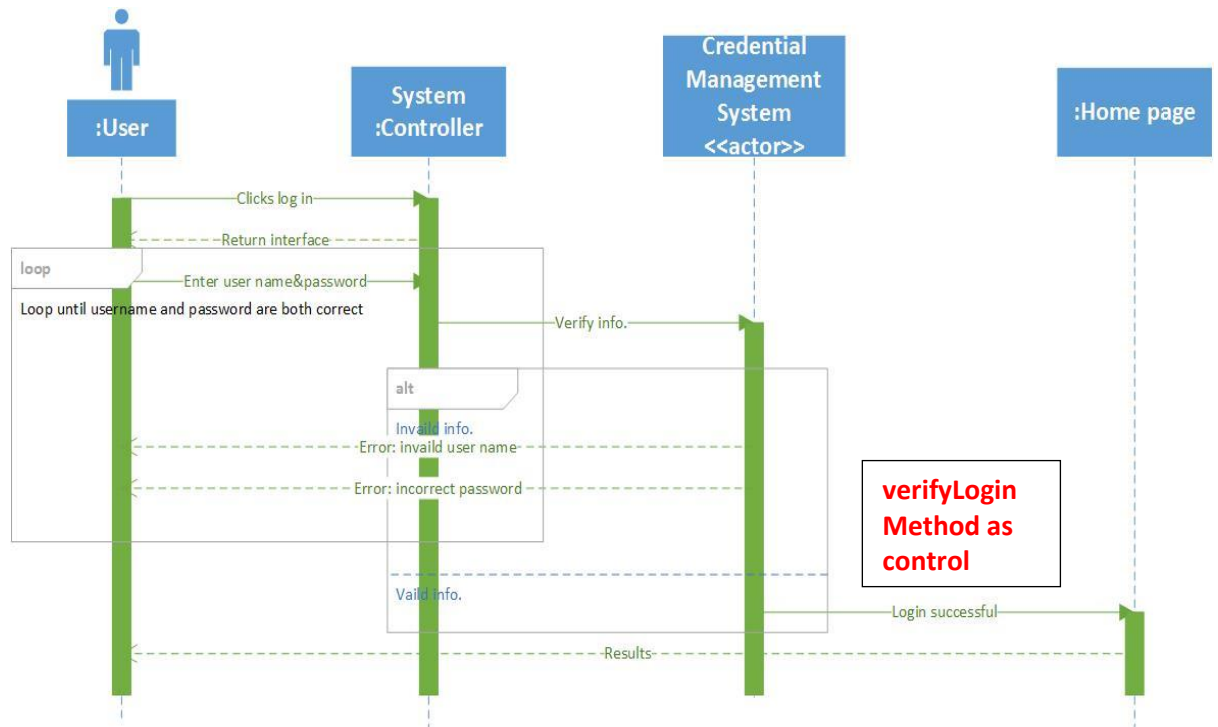 :User
System
:Controller
Credential
Management
System
<<actor>>
:Home page
Clicks log in
Return interface
loop
Enter user name&password
Loop until username and password are both correct
Verify info.
alt
Invaild info.
Error: invaild user name
Error: incorrect password
verifyLogin
Method as
control
Vaild info.
Login successful
Results